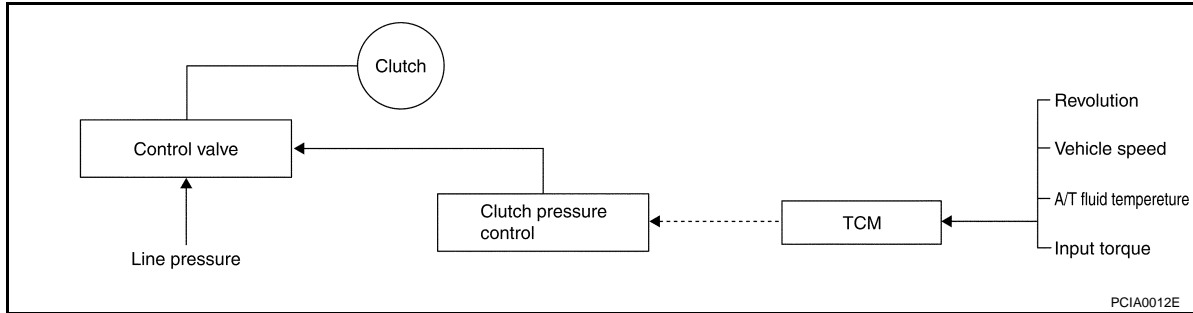 Clutch
Control valve
Line pressure
Clutch pressure
control
TCM
Revolution
Vehicle speed
A/T fluid tempereture
Input torque
PCIA0012E